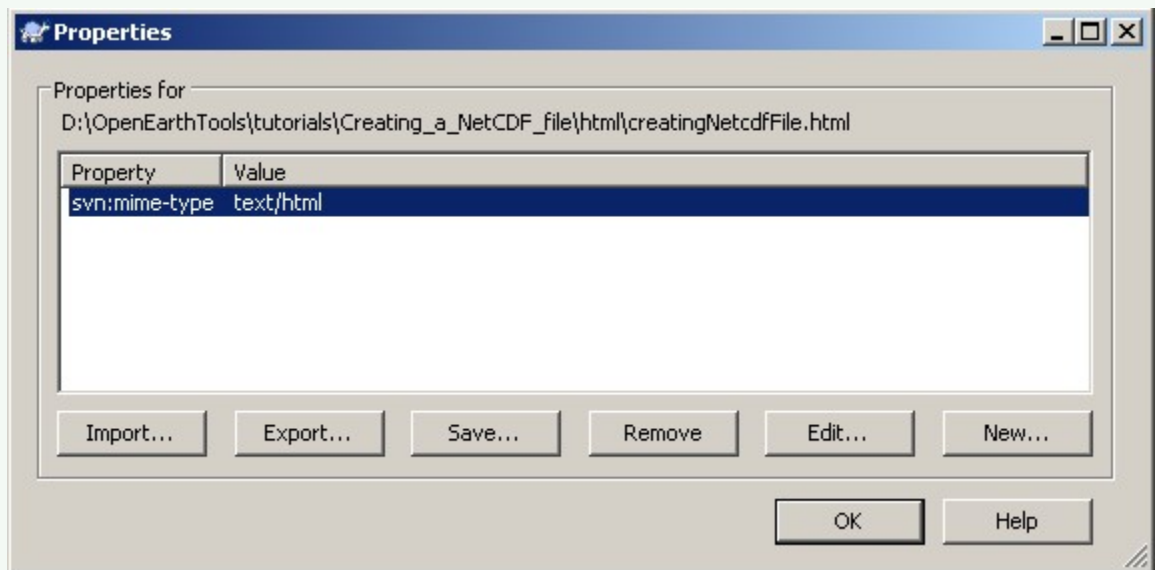 Properties
Properties for
D:\OpenEarthTools\tutorials\Creating_a_NetCDF_file\html\creatingNetcdfFile.html
Property Value
svn:mime-type text/html
Import... Export... Save... Remove Edit... New...
OK Help